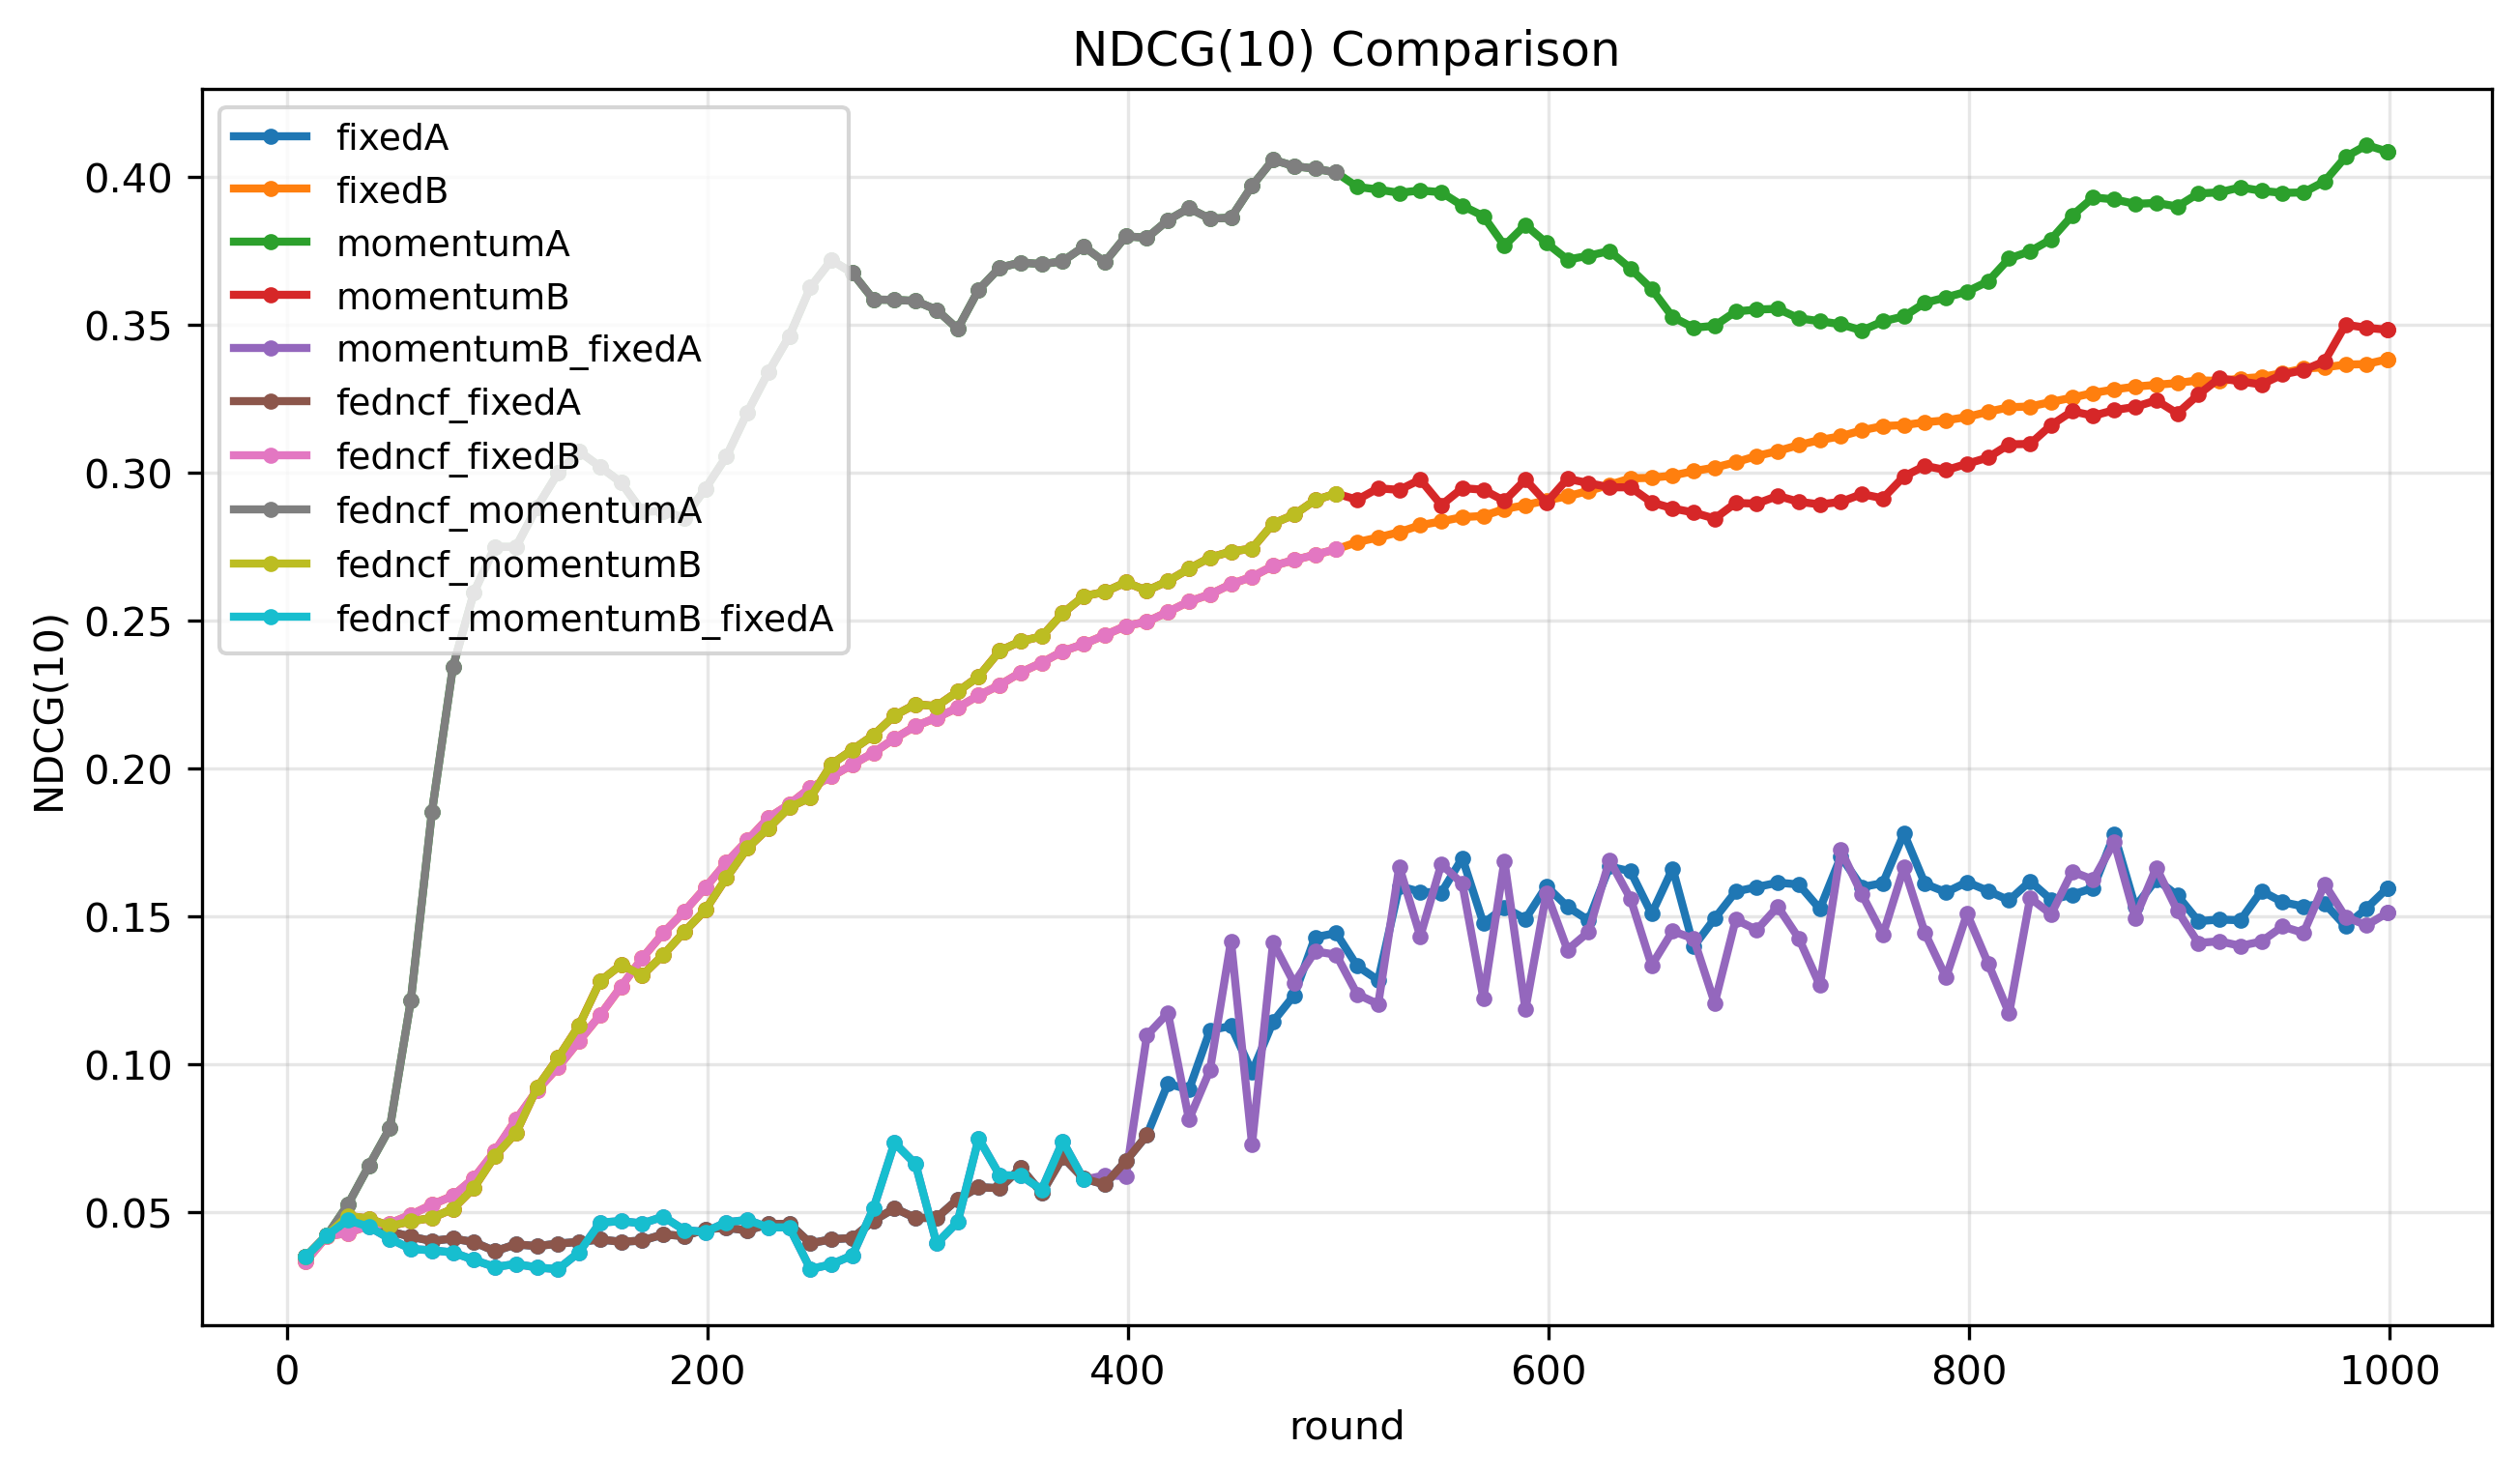 NDCG(10) Comparison
fixedA
fixedB
momentumA
momentumB
momentumB_fixedA
fedncf_fixedA
fedncf_fixedB
fedncf_momentumA
fedncf_momentumB
fedncf_momentumB_fixedA
0.40
0.35
0.30
0.25
0.20
0.15
0.10
0.05
NDCG(10)
0
200
400
600
800
1000
round